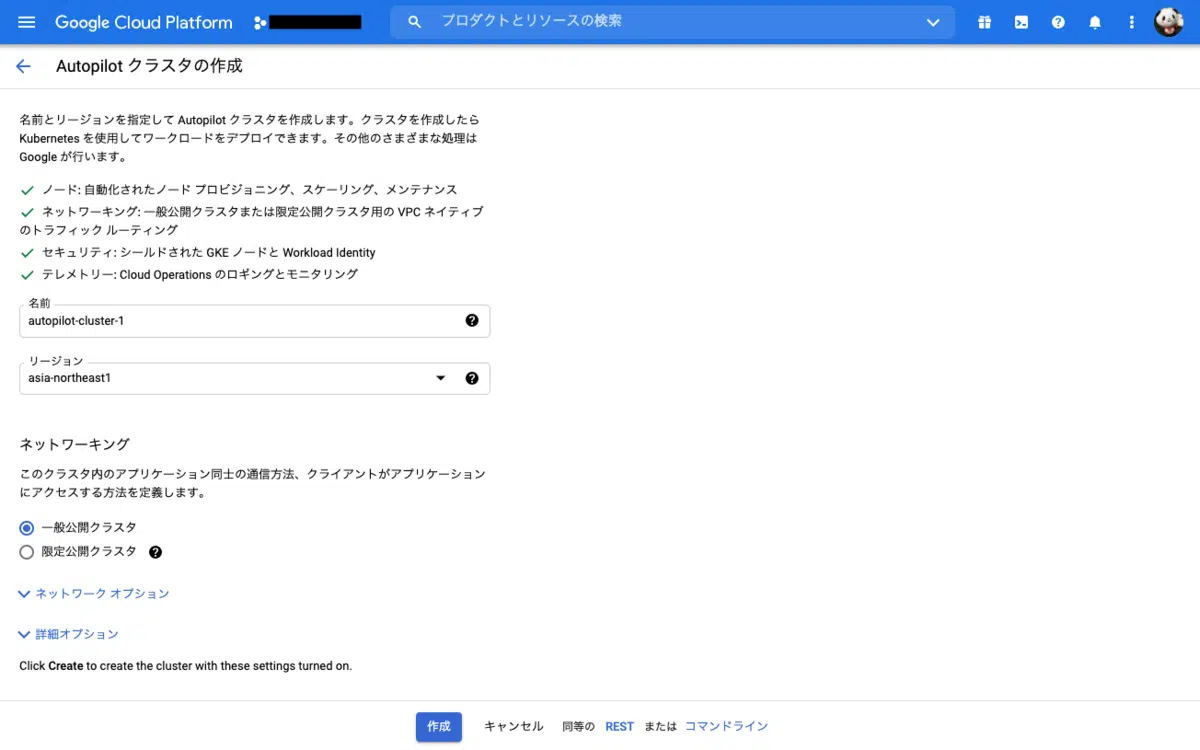 Google Cloud Platform
プロダクトとリソースの検索
Autopilot クラスタの作成
名前とリージョンを指定して Autopilot クラスタを作成します。クラスタを作成したら
Kubernetes を使用してワークロードをデプロイできます。その他のさまざまな処理は
Google が行います。
ノード: 自動化されたノード プロビジョニング、スケーリング、メンテナンス
ネットワーキング: 一般公開クラスタまたは限定公開クラスタ用の VPC ネイティブ
のトラフィック ルーティング
セキュリティ: シールドされた GKE ノードと Workload Identity
テレメトリー: Cloud Operations のロギングとモニタリング
名前
autopilot-cluster-1
リージョン
asia-northeast1
ネットワーキング
このクラスタ内のアプリケーション同士の通信方法、クライアントがアプリケーション
にアクセスする方法を定義します。
一般公開クラスタ
限定公開クラスタ
ネットワーク オプション
詳細オプション
Click Create to create the cluster with these settings turned on.
作成 キャンセル 同等の REST または コマンドライン